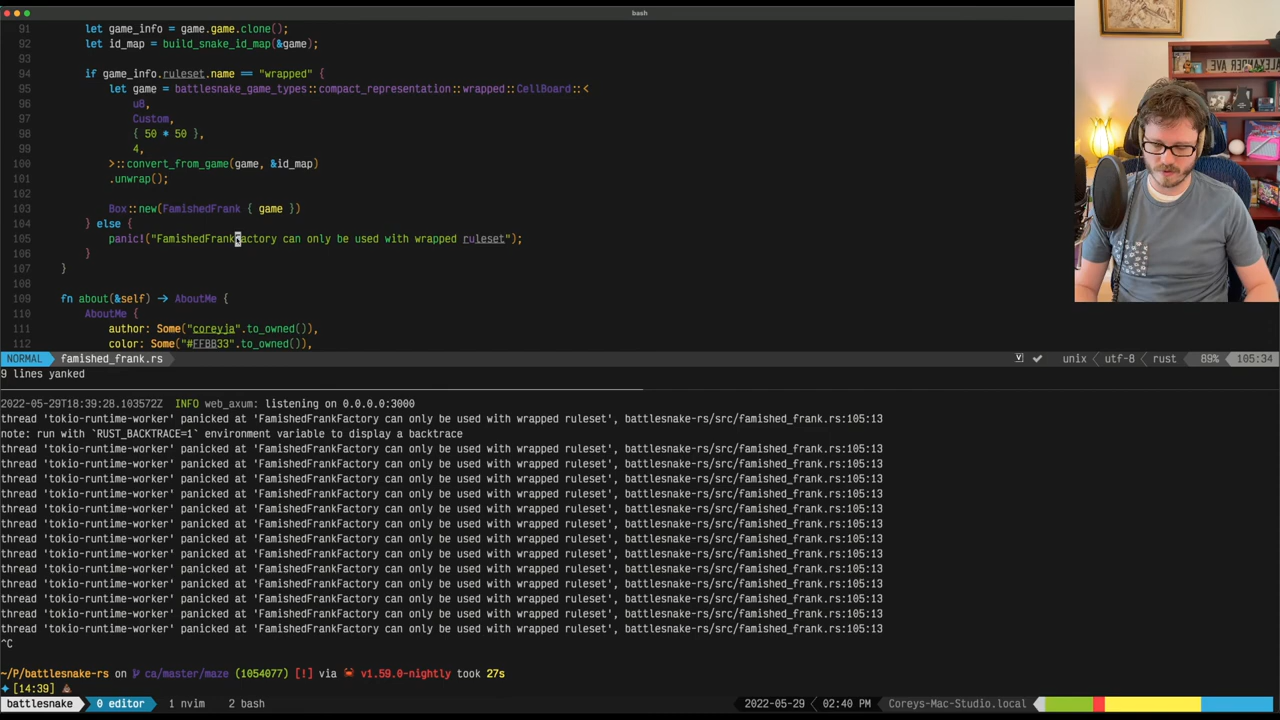 bash
91 let game_info = game.game.clone();
92 let id_map = build_snake_id_map(&game);
93
94 if game_info.ruleset.name == "wrapped" {
95 let game = battlesnake_game_types::compact_representation::wrapped::CellBoard::<
96 u8,
97 Custom,
98 { 50 * 50 },
99 4,
100 >::convert_from_game(game, &id_map)
101 .unwrap();
102
103 Box::new(FamishedFrank { game })
104 } else {
105 panic!("FamishedFrankFactory can only be used with wrapped ruleset");
106 }
107 }
108
109 fn about(&self) → AboutMe {
110 AboutMe {
111 author: Some("coreyja".to_owned()),
112 color: Some("#FFBB33".to_owned()),
NORMAL famished_frank.rs unix utf-8 rust 89% 105:34
9 lines yanked
2022-05-29T18:39:28.103572Z INFO web_axum: listening on 0.0.0.0:3000
thread 'tokio-runtime-worker' panicked at 'FamishedFrankFactory can only be used with wrapped ruleset', battlesnake-rs/src/famished_frank.rs:105:13
note: run with `RUST_BACKTRACE=1` environment variable to display a backtrace
thread 'tokio-runtime-worker' panicked at 'FamishedFrankFactory can only be used with wrapped ruleset', battlesnake-rs/src/famished_frank.rs:105:13
thread 'tokio-runtime-worker' panicked at 'FamishedFrankFactory can only be used with wrapped ruleset', battlesnake-rs/src/famished_frank.rs:105:13
thread 'tokio-runtime-worker' panicked at 'FamishedFrankFactory can only be used with wrapped ruleset', battlesnake-rs/src/famished_frank.rs:105:13
thread 'tokio-runtime-worker' panicked at 'FamishedFrankFactory can only be used with wrapped ruleset', battlesnake-rs/src/famished_frank.rs:105:13
thread 'tokio-runtime-worker' panicked at 'FamishedFrankFactory can only be used with wrapped ruleset', battlesnake-rs/src/famished_frank.rs:105:13
thread 'tokio-runtime-worker' panicked at 'FamishedFrankFactory can only be used with wrapped ruleset', battlesnake-rs/src/famished_frank.rs:105:13
thread 'tokio-runtime-worker' panicked at 'FamishedFrankFactory can only be used with wrapped ruleset', battlesnake-rs/src/famished_frank.rs:105:13
thread 'tokio-runtime-worker' panicked at 'FamishedFrankFactory can only be used with wrapped ruleset', battlesnake-rs/src/famished_frank.rs:105:13
thread 'tokio-runtime-worker' panicked at 'FamishedFrankFactory can only be used with wrapped ruleset', battlesnake-rs/src/famished_frank.rs:105:13
thread 'tokio-runtime-worker' panicked at 'FamishedFrankFactory can only be used with wrapped ruleset', battlesnake-rs/src/famished_frank.rs:105:13
thread 'tokio-runtime-worker' panicked at 'FamishedFrankFactory can only be used with wrapped ruleset', battlesnake-rs/src/famished_frank.rs:105:13
thread 'tokio-runtime-worker' panicked at 'FamishedFrankFactory can only be used with wrapped ruleset', battlesnake-rs/src/famished_frank.rs:105:13
thread 'tokio-runtime-worker' panicked at 'FamishedFrankFactory can only be used with wrapped ruleset', battlesnake-rs/src/famished_frank.rs:105:13
^C
~/P/battlesnake-rs on ca/master/maze (1054077) [!] via 🦀 v1.59.0-nightly took 27s
[14:39] 💩
battlesnake 0 editor 1 nvim 2 bash 2022-05-29 02:40 PM Coreys-Mac-Studio.local
ALEXANDER AVE